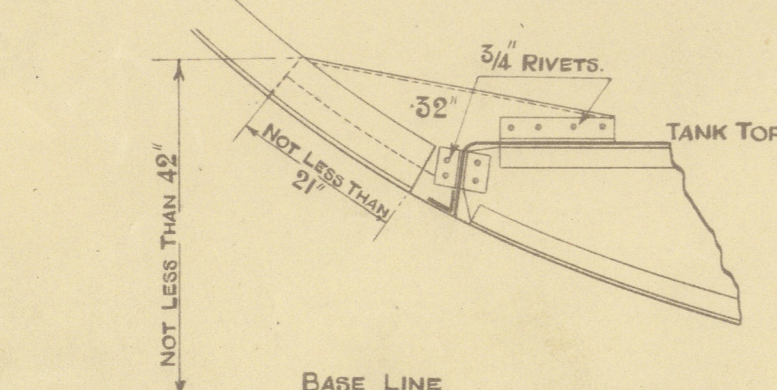 3/4" RIVETS.
.32"
TANK TOP
NOT LESS THAN
21"
NOT LESS THAN 42"
BASE LINE